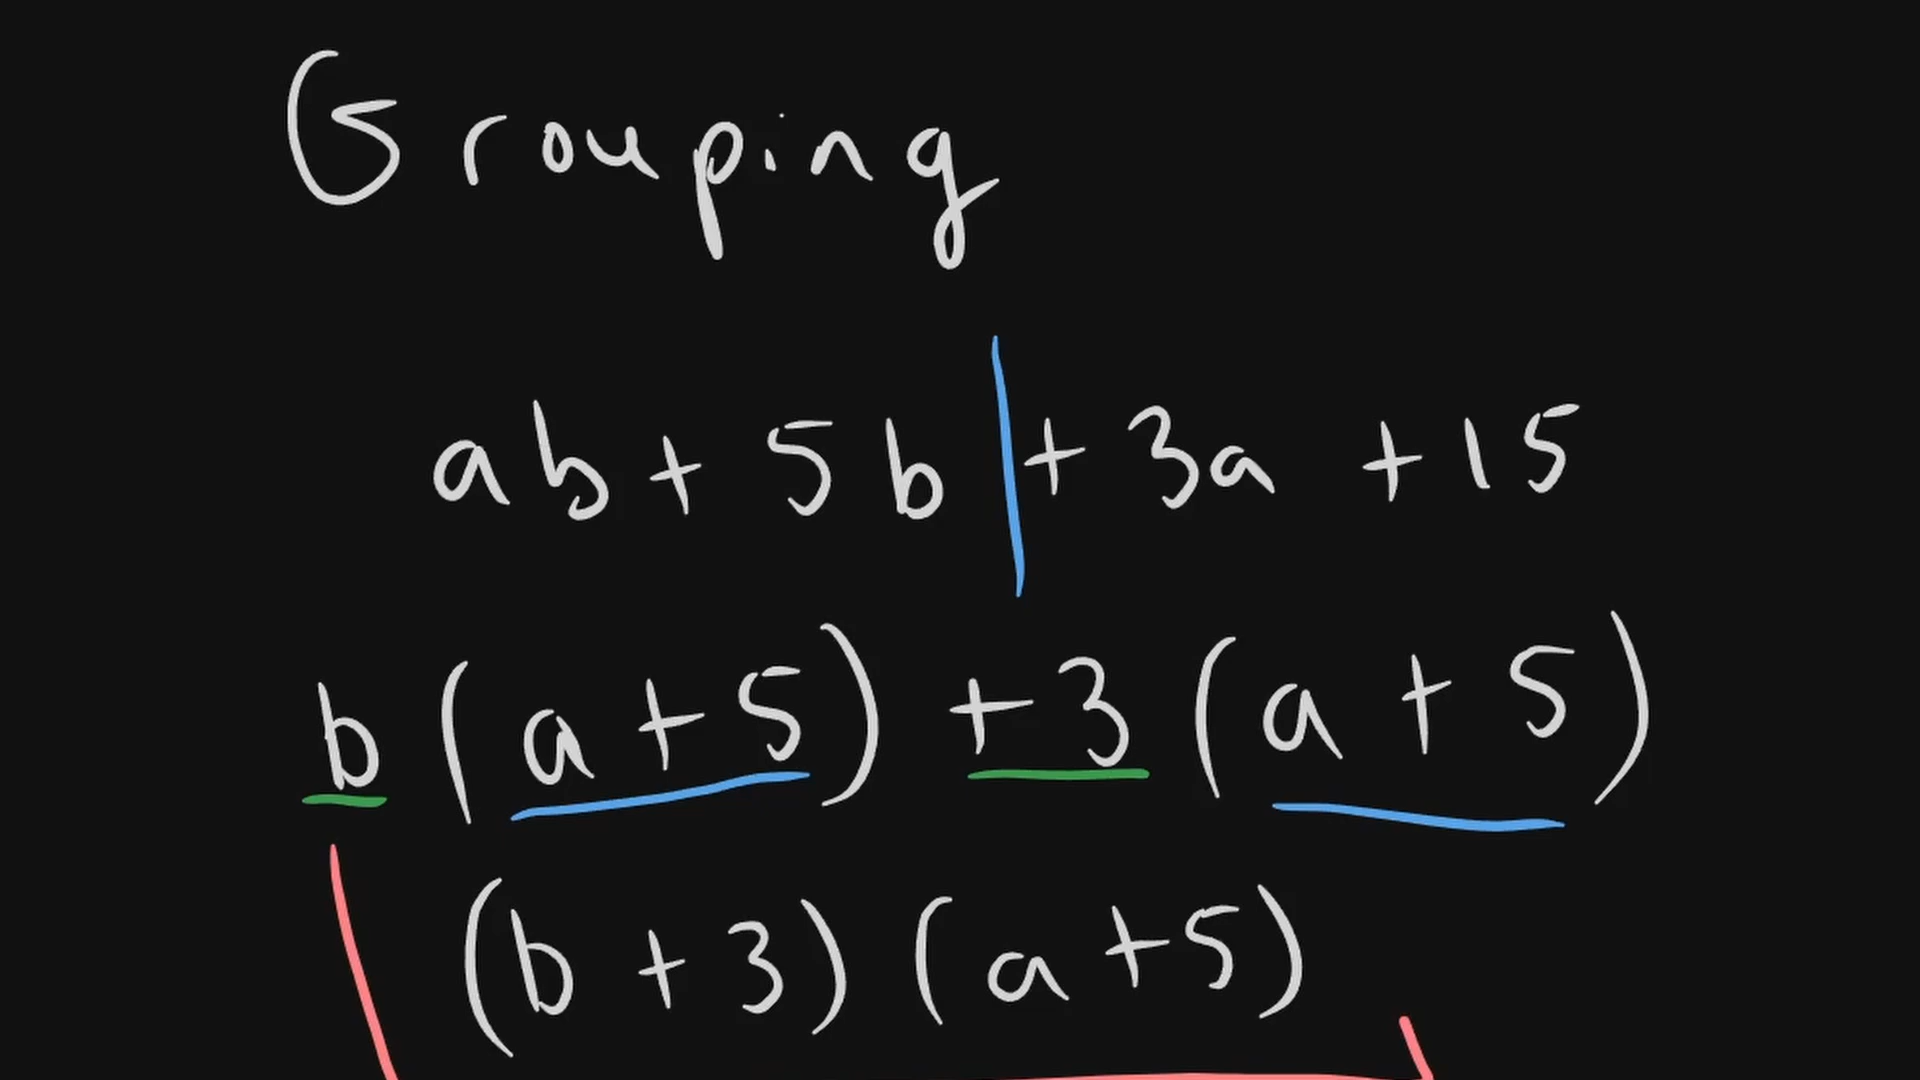 Grouping
ab + 5b + 3a + 15
b (a + 5) + 3 (a + 5)
(b + 3) (a + 5)